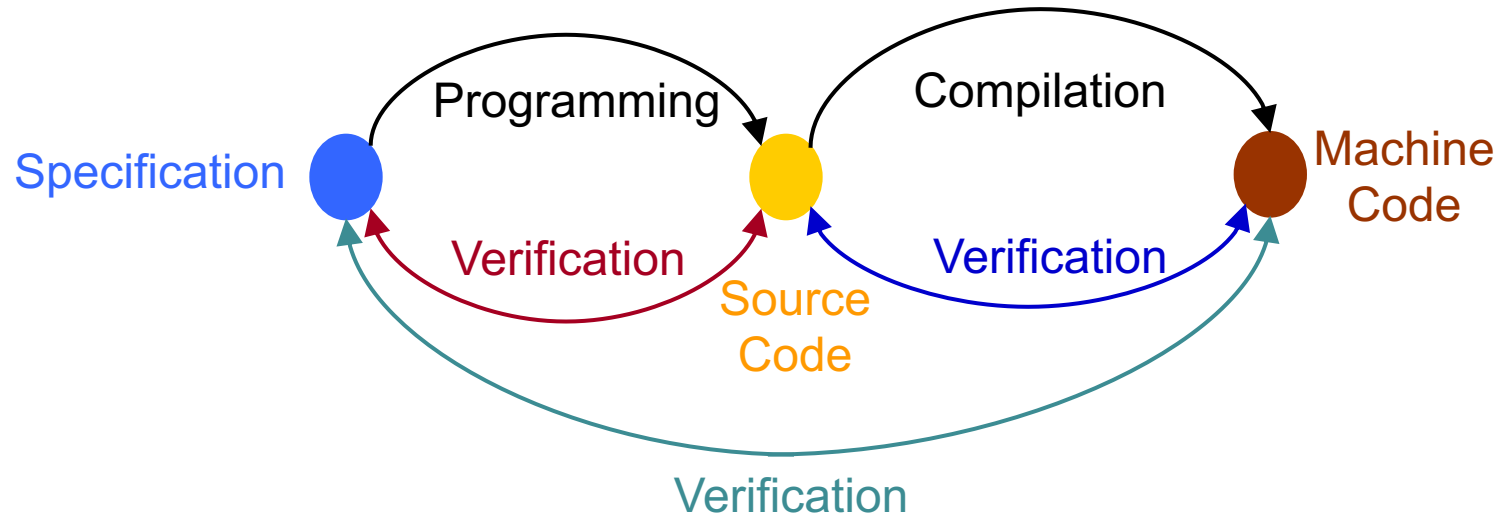 Programming
Compilation
Specification
Machine
Code
Verification
Verification
Source
Code
Verification